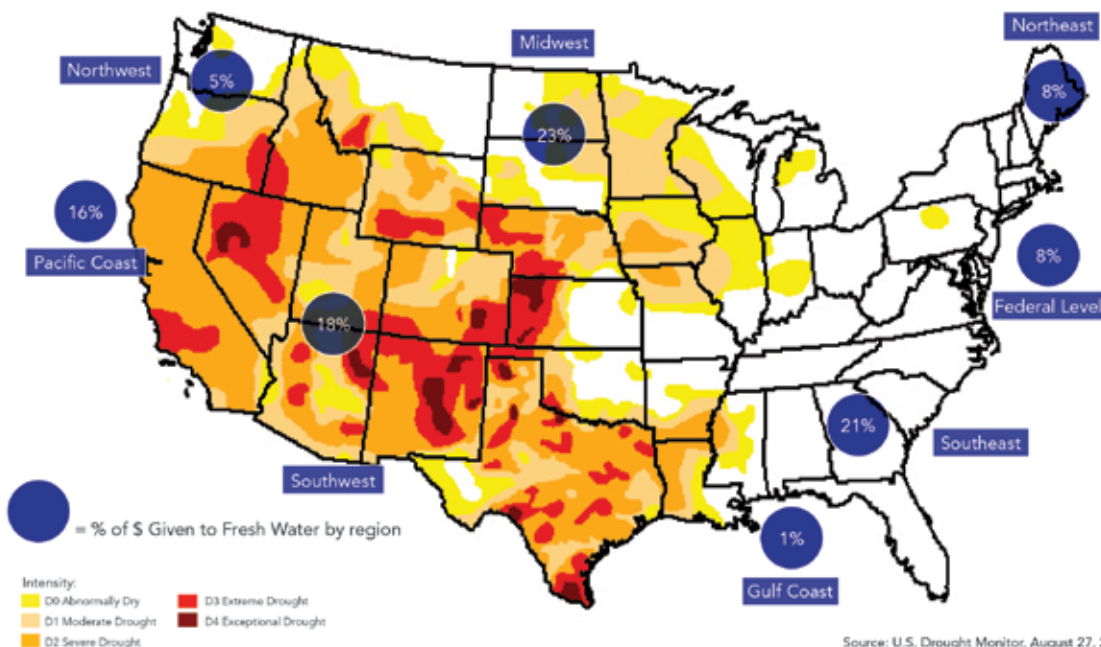 Northeast
Midwest
Northwest
5%
8%
23%
16%
Pacific Coast
8%
Federal Level
18%
21%
Southeast
Southwest
= % of $ Given to Fresh Water by region
1%
Gulf Coast
Intensity:
D0 Abnormally Dry
D3 Extreme Drought
D1 Moderate Drought
D4 Exceptional Drought
D2 Severe Drought
Source: U.S. Drought Monitor, August 27,